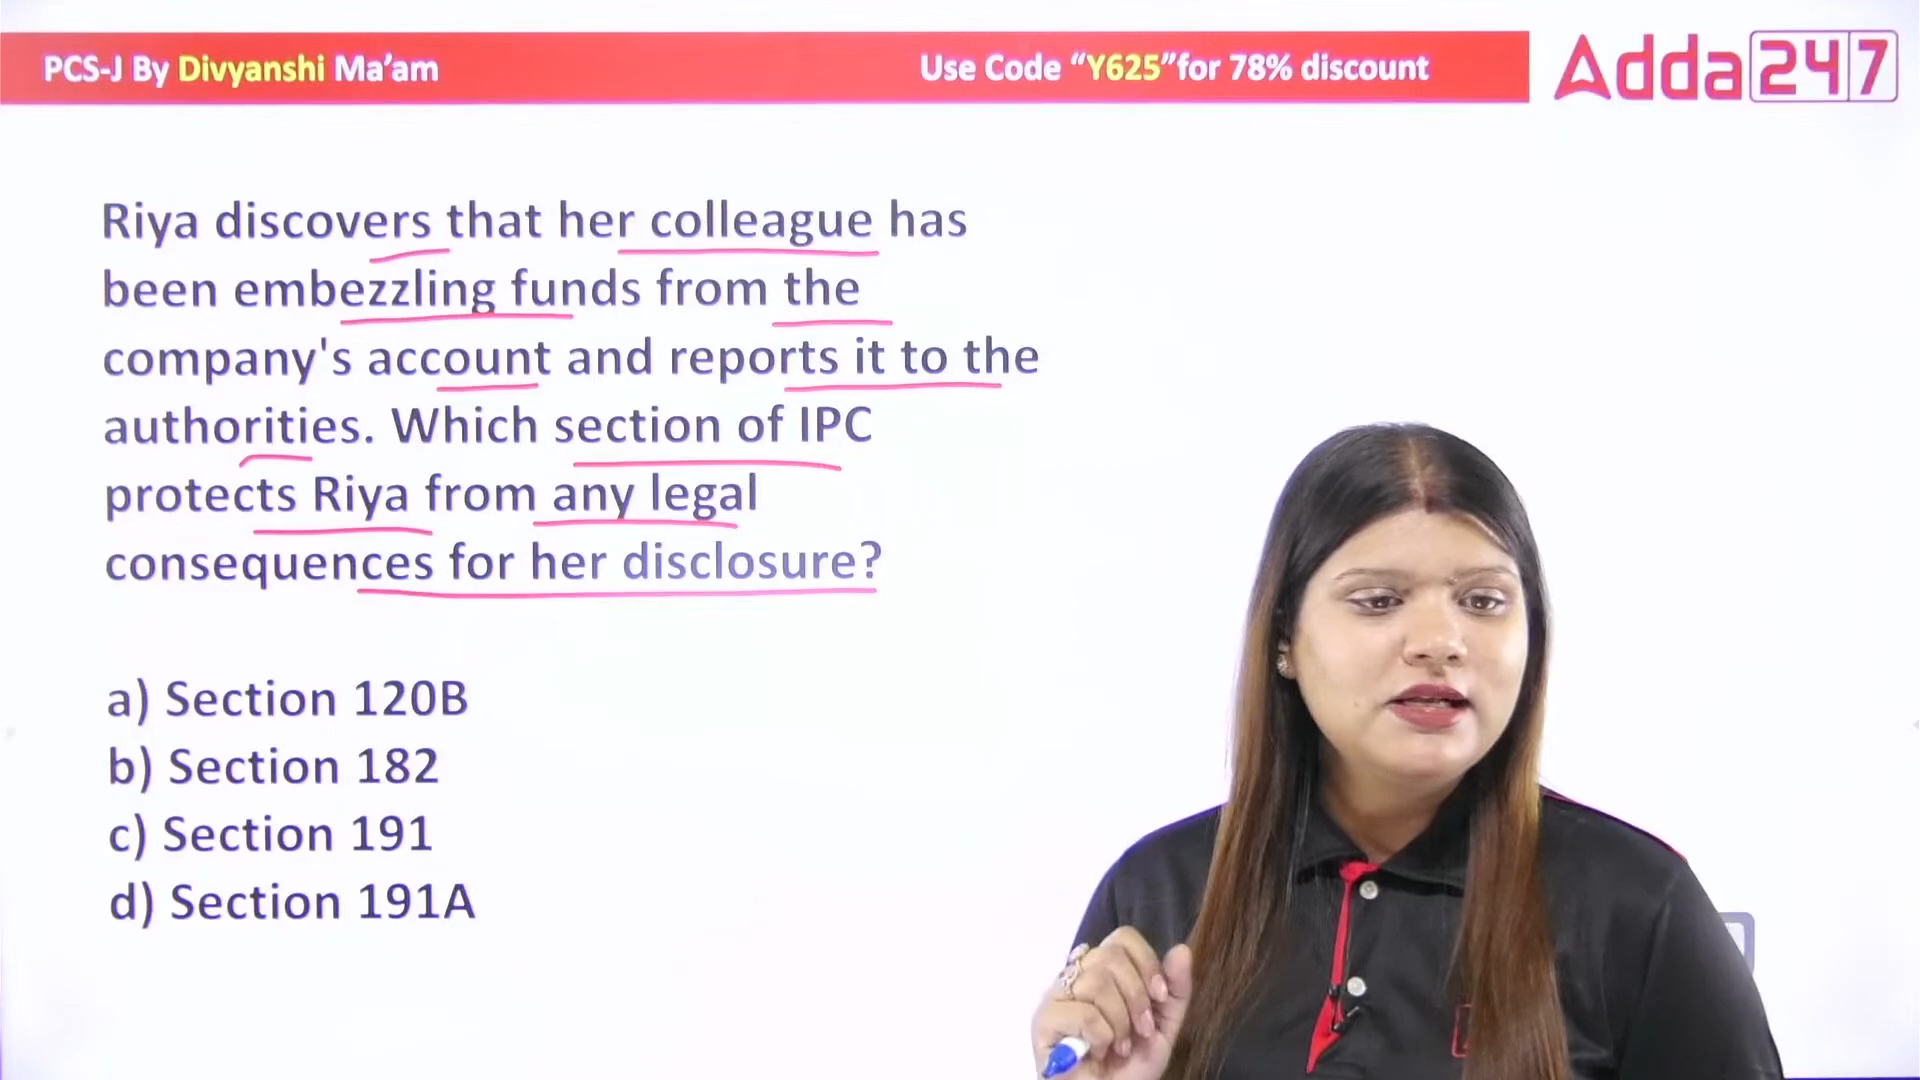 PCS-J By Divyanshi Ma’am
Use Code “Y625”for 78% discount
Adda247
Riya discovers that her colleague has
been embezzling funds from the
company's account and reports it to the
authorities. Which section of IPC
protects Riya from any legal
consequences for her disclosure?
a) Section 120B
b) Section 182
c) Section 191
d) Section 191A